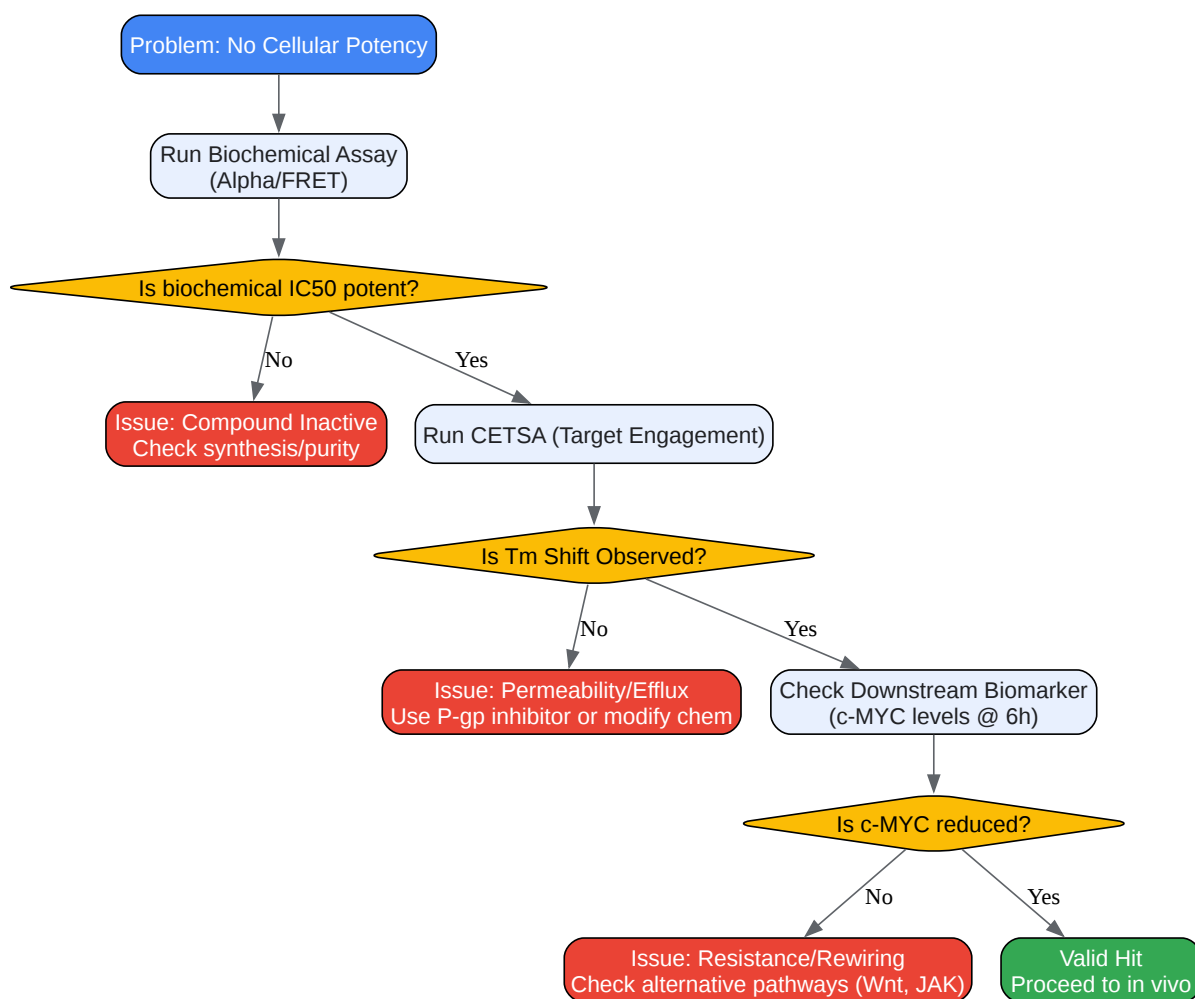 Problem: No Cellular Potency
Run Biochemical Assay
(Alpha/FRET)
Is biochemical IC50 potent?
No
Yes
Issue: Compound Inactive
Check synthesis/purity
Run CETSA (Target Engagement)
Is Tm Shift Observed?
No
Yes
Issue: Permeability/Efflux
Use P-gp inhibitor or modify chem
Check Downstream Biomarker
(c-MYC levels @ 6h)
Is c-MYC reduced?
No
Yes
Issue: Resistance/Rewiring
Check alternative pathways (Wnt, JAK)
Valid Hit
Proceed to in vivo